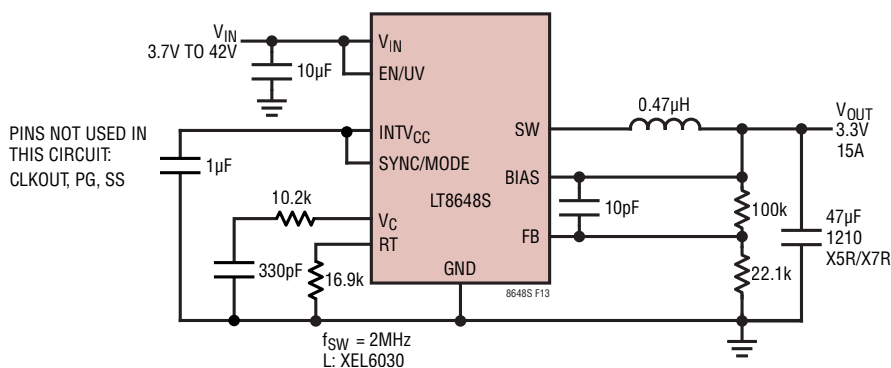 VIN
3.7V TO 42V
10µF
VIN
EN/UV
PINS NOT USED IN
THIS CIRCUIT:
CLKOUT, PG, SS
1µF
INTVCC
SYNC/MODE
10.2k
VC
RT
330pF
16.9k
GND
LT8648S
SW
BIAS
FB
0.47µH
10pF
100k
22.1k
VOUT
3.3V
15A
47µF
1210
X5R/X7R
8648S F13
fSW = 2MHz
L: XEL6030